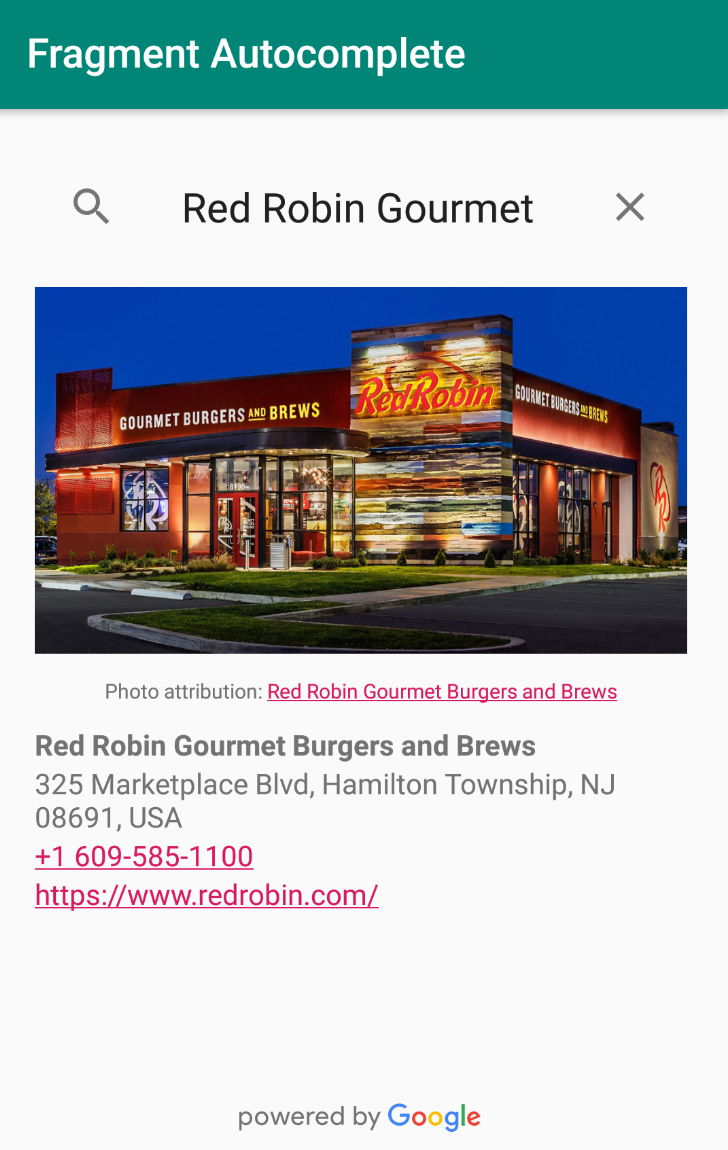 Fragment Autocomplete
Red Robin Gourmet
GOURMET BURGERS AND BREWS
Red Robin
GOURMET BURGERS AND BREWS
8190
Photo attribution: Red Robin Gourmet Burgers and Brews
Red Robin Gourmet Burgers and Brews
325 Marketplace Blvd, Hamilton Township, NJ
08691, USA
+1 609-585-1100
https://www.redrobin.com/
powered by Google